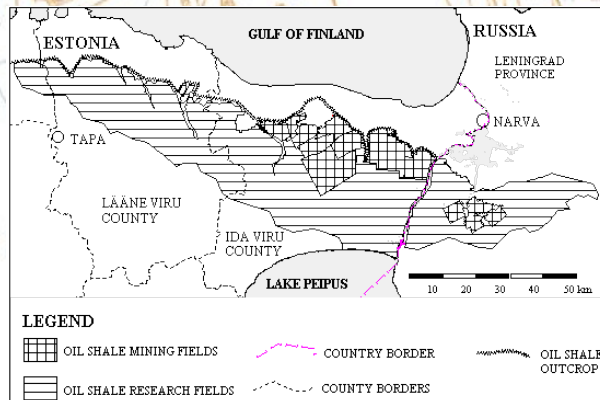 ESTONIA
GULF OF FINLAND
RUSSIA
LENINGRAD
PROVINCE
NARVA
TAPA
LÄÄNE VIRU
COUNTY
IDA VIRU
COUNTY
LAKE PEIPUS
10 20 30 40 50 km
LEGEND
OIL SHALE MINING FIELDS
COUNTRY BORDER
OIL SHALE
OUTCROP
OIL SHALE RESEARCH FIELDS
COUNTY BORDERS